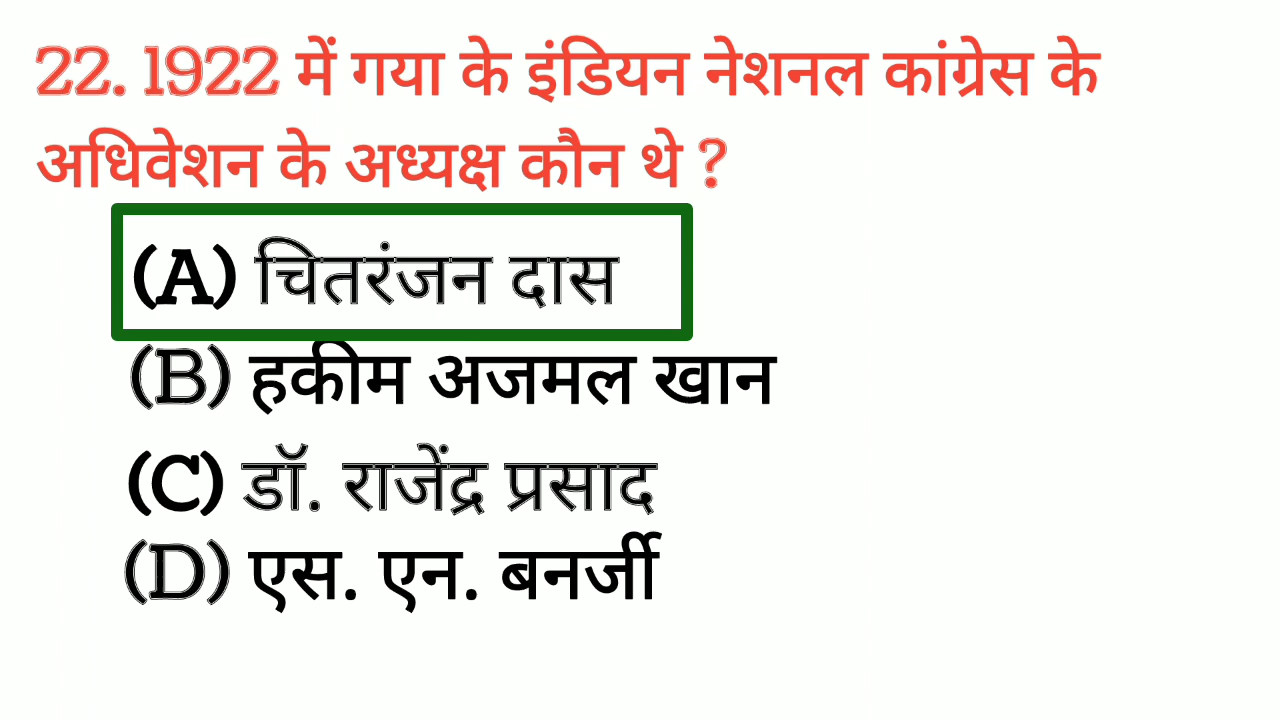 22. 1922 में गया के इंडियन नेशनल कांग्रेस के
अधिवेशन के अध्यक्ष कौन थे ?
(A) चितरंजन दास
(B) हकीम अजमल खान
(C) डॉ. राजेंद्र प्रसाद
(D) एस. एन. बनर्जी